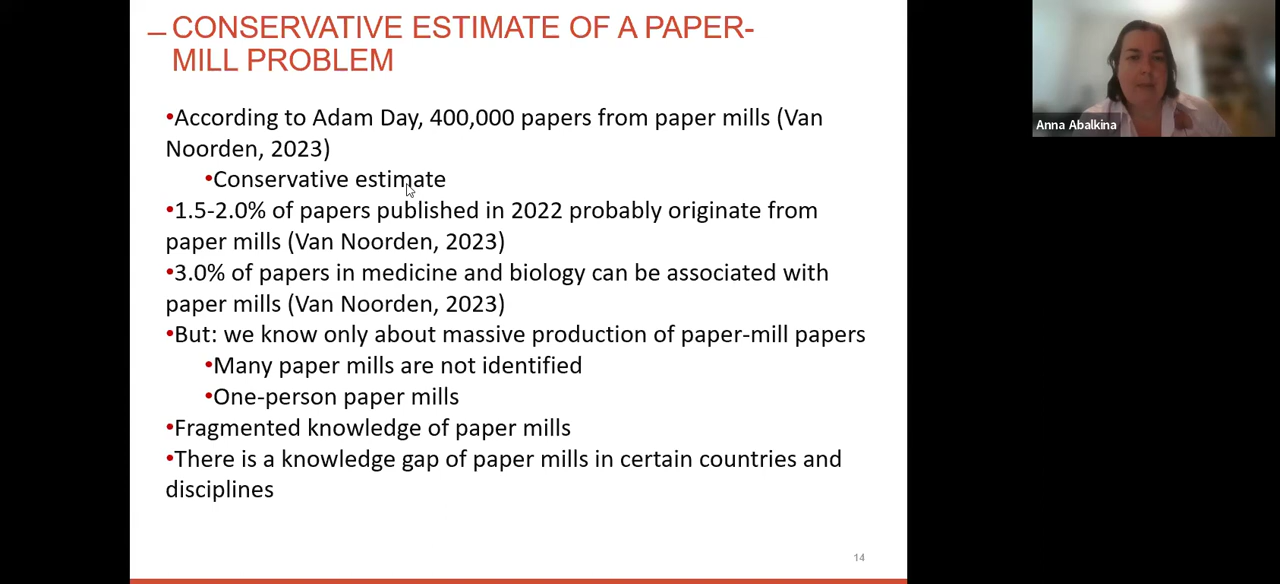 CONSERVATIVE ESTIMATE OF A PAPER-
MILL PROBLEM
•According to Adam Day, 400,000 papers from paper mills (Van
Noorden, 2023)
•Conservative estimate
•1.5-2.0% of papers published in 2022 probably originate from
paper mills (Van Noorden, 2023)
•3.0% of papers in medicine and biology can be associated with
paper mills (Van Noorden, 2023)
•But: we know only about massive production of paper-mill papers
•Many paper mills are not identified
•One-person paper mills
•Fragmented knowledge of paper mills
•There is a knowledge gap of paper mills in certain countries and
disciplines
14
Anna Abalkina